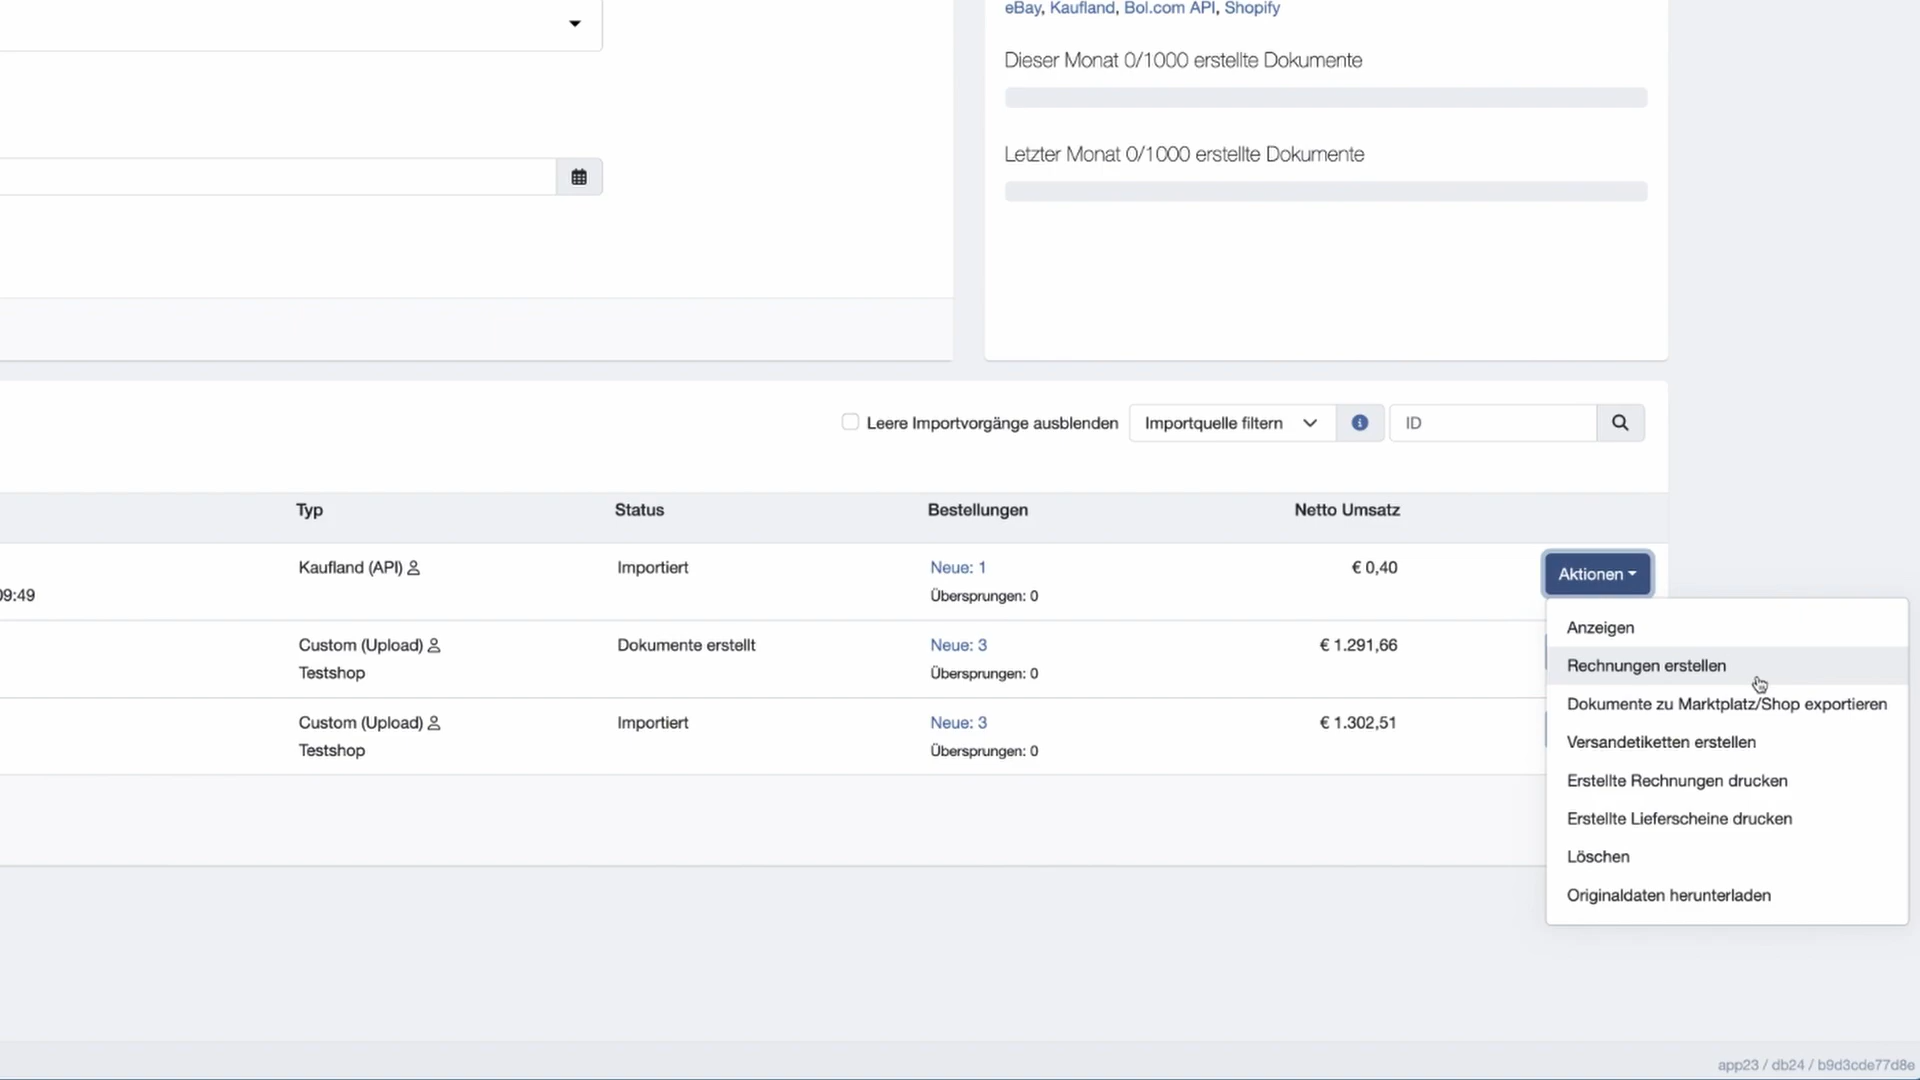 eBay, Kaufland, Bol.com API, Shopify
Dieser Monat 0/1000 erstellte Dokumente
Letzter Monat 0/1000 erstellte Dokumente
Leere Importvorgänge ausblenden
Importquelle filtern
ID
Typ Status Bestellungen Netto Umsatz
Kaufland (API) Importiert Neue: 1 € 0,40 Aktionen
09:49 Übersprungen: 0
Custom (Upload) Dokumente erstellt Neue: 3 € 1.291,66
Testshop Übersprungen: 0
Custom (Upload) Importiert Neue: 3 € 1.302,51
Testshop Übersprungen: 0
Anzeigen
Rechnungen erstellen
Dokumente zu Marktplatz/Shop exportieren
Versandetiketten erstellen
Erstellte Rechnungen drucken
Erstellte Lieferscheine drucken
Löschen
Originaldaten herunterladen
app23 / db24 / b9d3cde77d8e